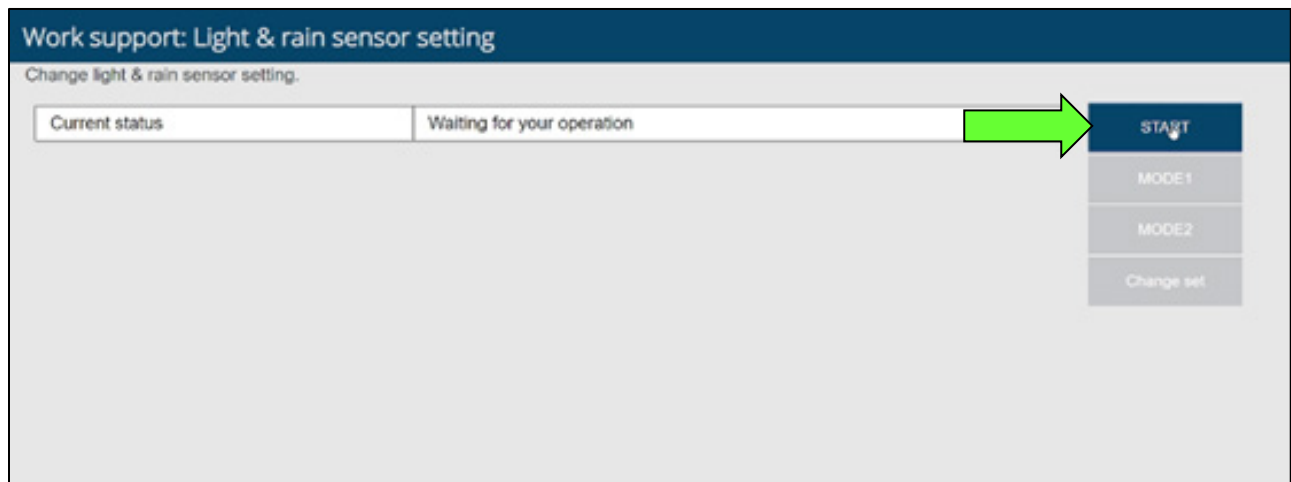 Work support: Light & rain sensor setting
Change light & rain sensor setting.
Current status Waiting for your operation
START
MODE1
MODE2
Change set